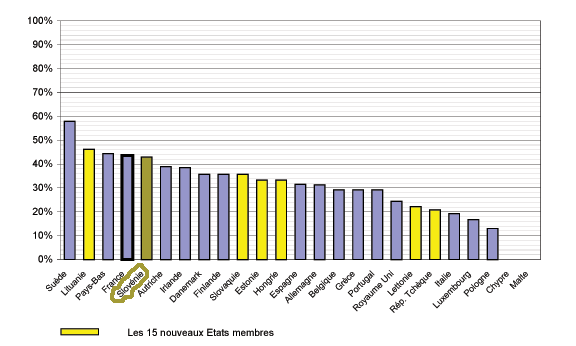 100%
90%
80%
70%
60%
50%
40%
30%
20%
10%
0%
Suède
Lituanie
Pays-Bas
France
Slovénie
Autriche
Irlande
Danemark
Finlande
Slovaquie
Estonie
Hongrie
Espagne
Allemagne
Belgique
Grèce
Portugal
Royaume Uni
Lettonie
Rép. Tchèque
Italie
Luxembourg
Pologne
Chypre
Malte
Les 15 nouveaux Etats membres